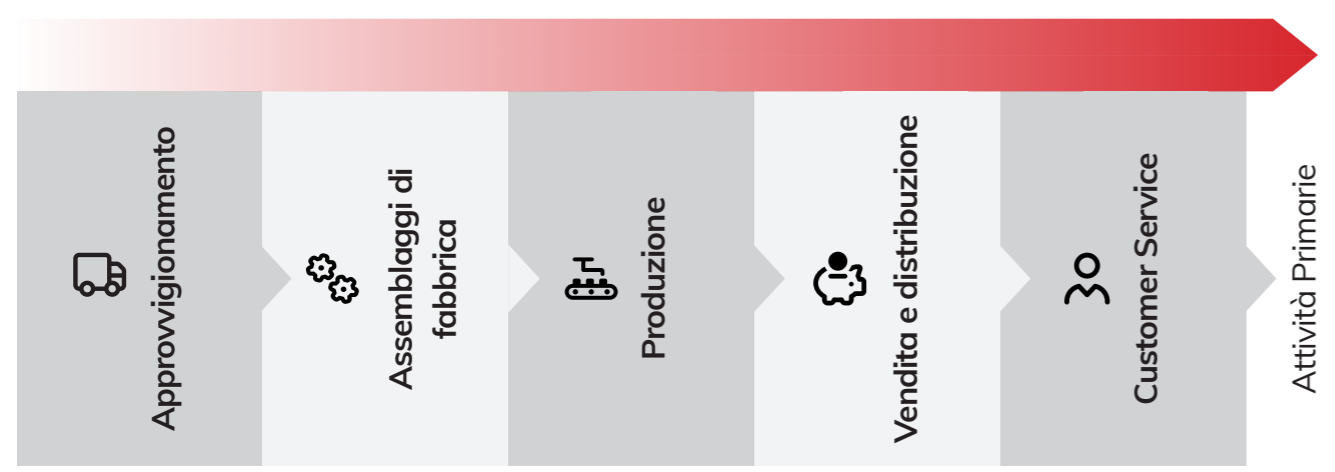 Approvvigionamento
Assemblaggi di
fabbrica
Produzione
Vendita e distribuzione
Customer Service
Attività Primarie